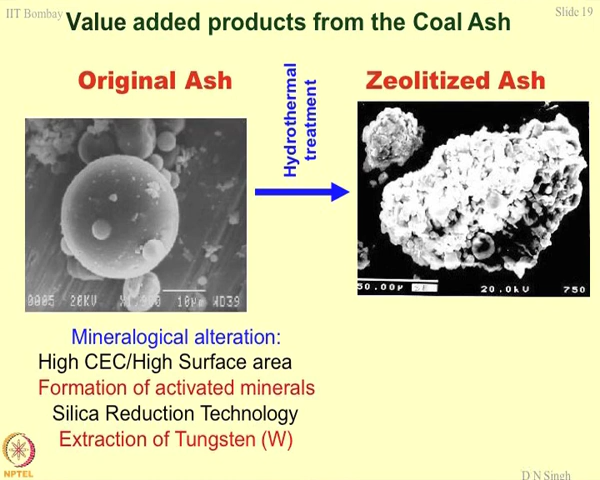 IIT Bombay
Slide 19
Value added products from the Coal Ash
Original Ash
Hydrothermal
treatment
Zeolitized Ash
0005 20KV X1,900 10µm WD39
50.00µ 20.0kV 750
Mineralogical alteration:
High CEC/High Surface area
Formation of activated minerals
Silica Reduction Technology
Extraction of Tungsten (W)
NPTEL
D N Singh